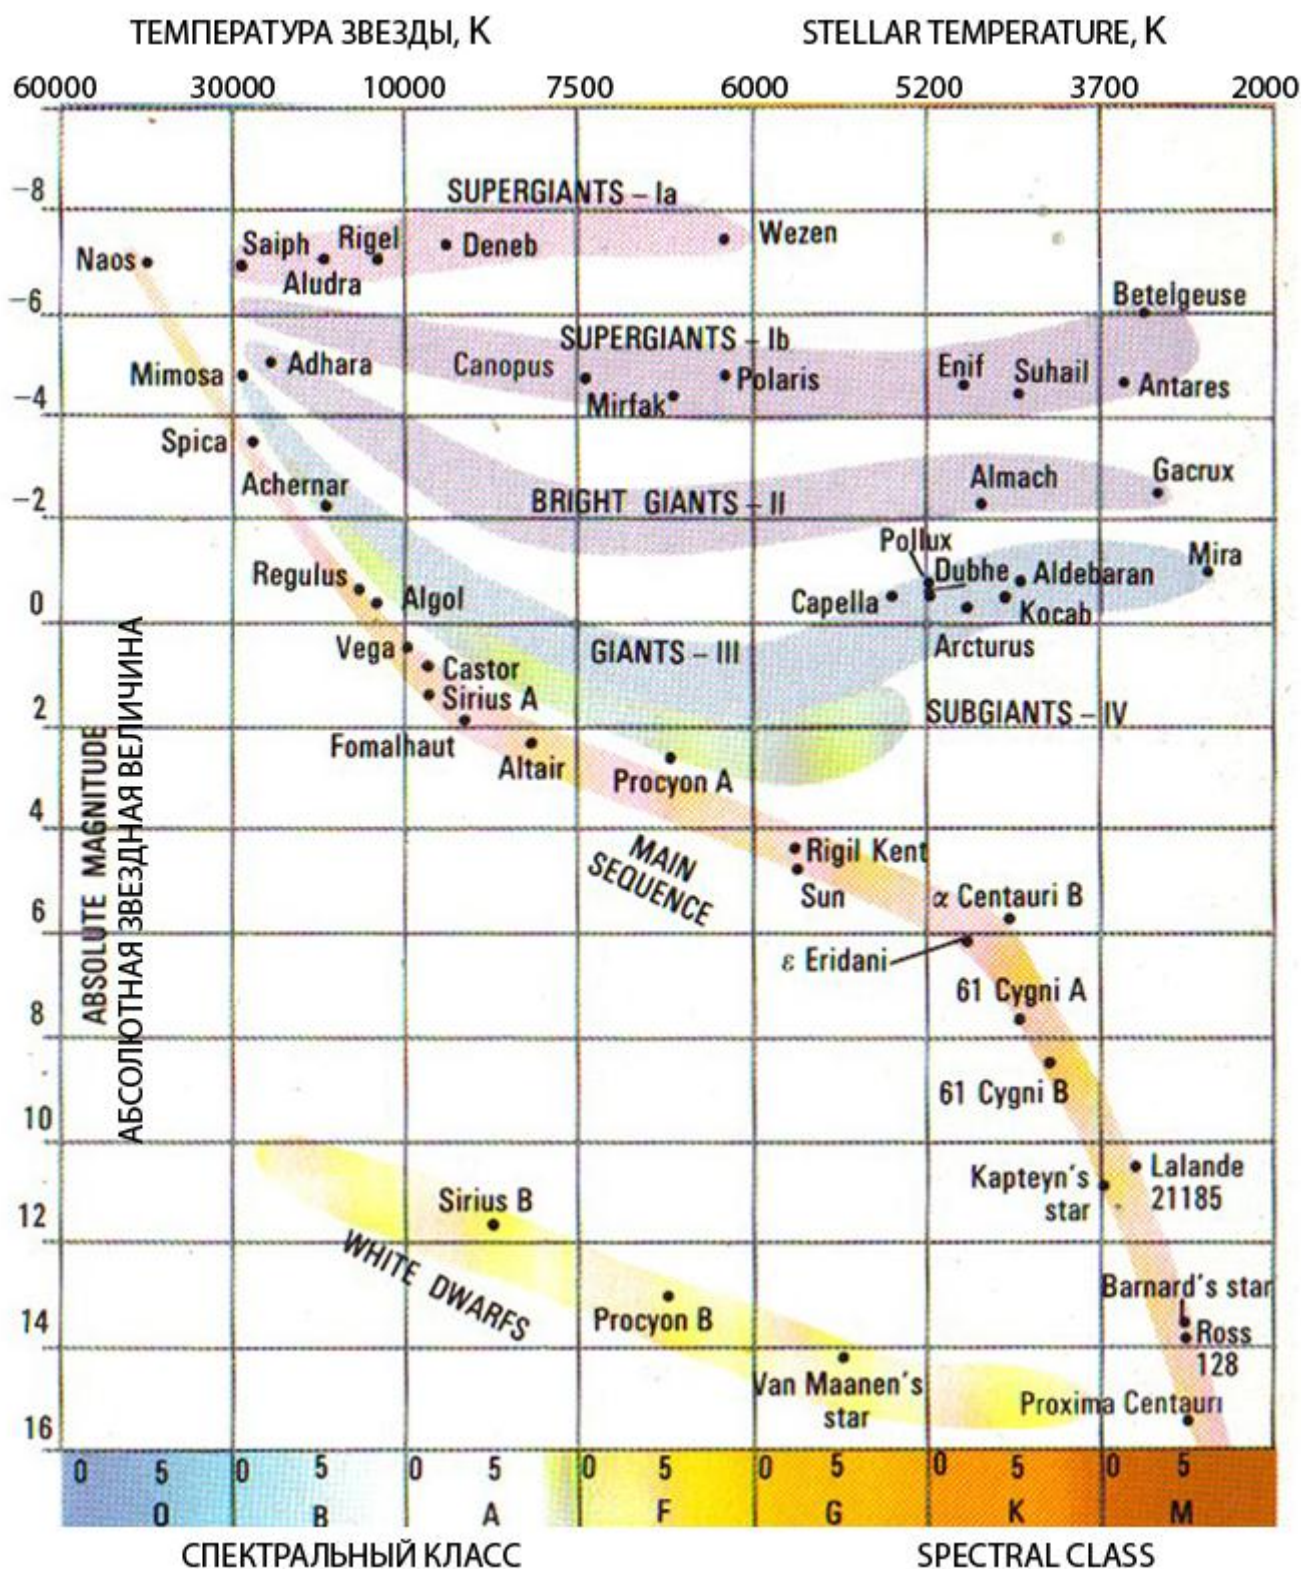 ТЕМПЕРАТУРА ЗВЕЗДЫ, К STELLAR TEMPERATURE, K
60000 30000 10000 7500 6000 5200 3700 2000
−8
SUPERGIANTS – Ia
Naos
Saiph
Rigel
Aludra
Deneb
Wezen
−6
Betelgeuse
SUPERGIANTS – Ib
Mimosa
Adhara
Canopus
Mirfak
Polaris
Enif
Suhail
Antares
−4
Spica
Achernar
−2
BRIGHT GIANTS – II
Almach
Gacrux
Pollux
Dubhe
Mira
Regulus
Algol
Capella
Aldebaran
Kocab
0
Vega
Castor
GIANTS – III
Arcturus
Sirius A
2
SUBGIANTS – IV
Fomalhaut
Altair
Procyon A
4
MAIN
SEQUENCE
Rigil Kent
Sun
α Centauri B
6
ε Eridani
61 Cygni A
8
61 Cygni B
ABSOLUTE MAGNITUDE
АБСОЛЮТНАЯ ЗВЕЗДНАЯ ВЕЛИЧИНА
10
Kapteyn's
star
Lalande
21185
12
Sirius B
WHITE DWARFS
Barnard's star
14
Procyon B
Ross
128
Van Maanen's
star
Proxima Centauri
16
0 5 0 5 0 5 0 5 0 5 0 5 0 5
O B A F G K M
СПЕКТРАЛЬНЫЙ КЛАСС SPECTRAL CLASS